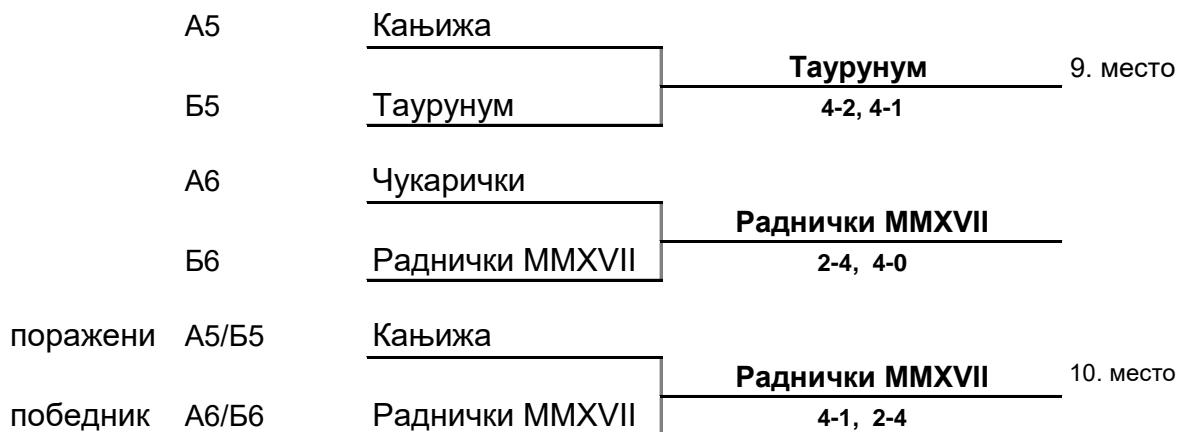 А5 Кањижа
Таурунум 9. место
Б5 Таурунум 4-2, 4-1
А6 Чукарички
Раднички MMXVII
Б6 Раднички MMXVII 2-4, 4-0
поражени А5/Б5 Кањижа
Раднички MMXVII 10. место
победник А6/Б6 Раднички MMXVII 4-1, 2-4